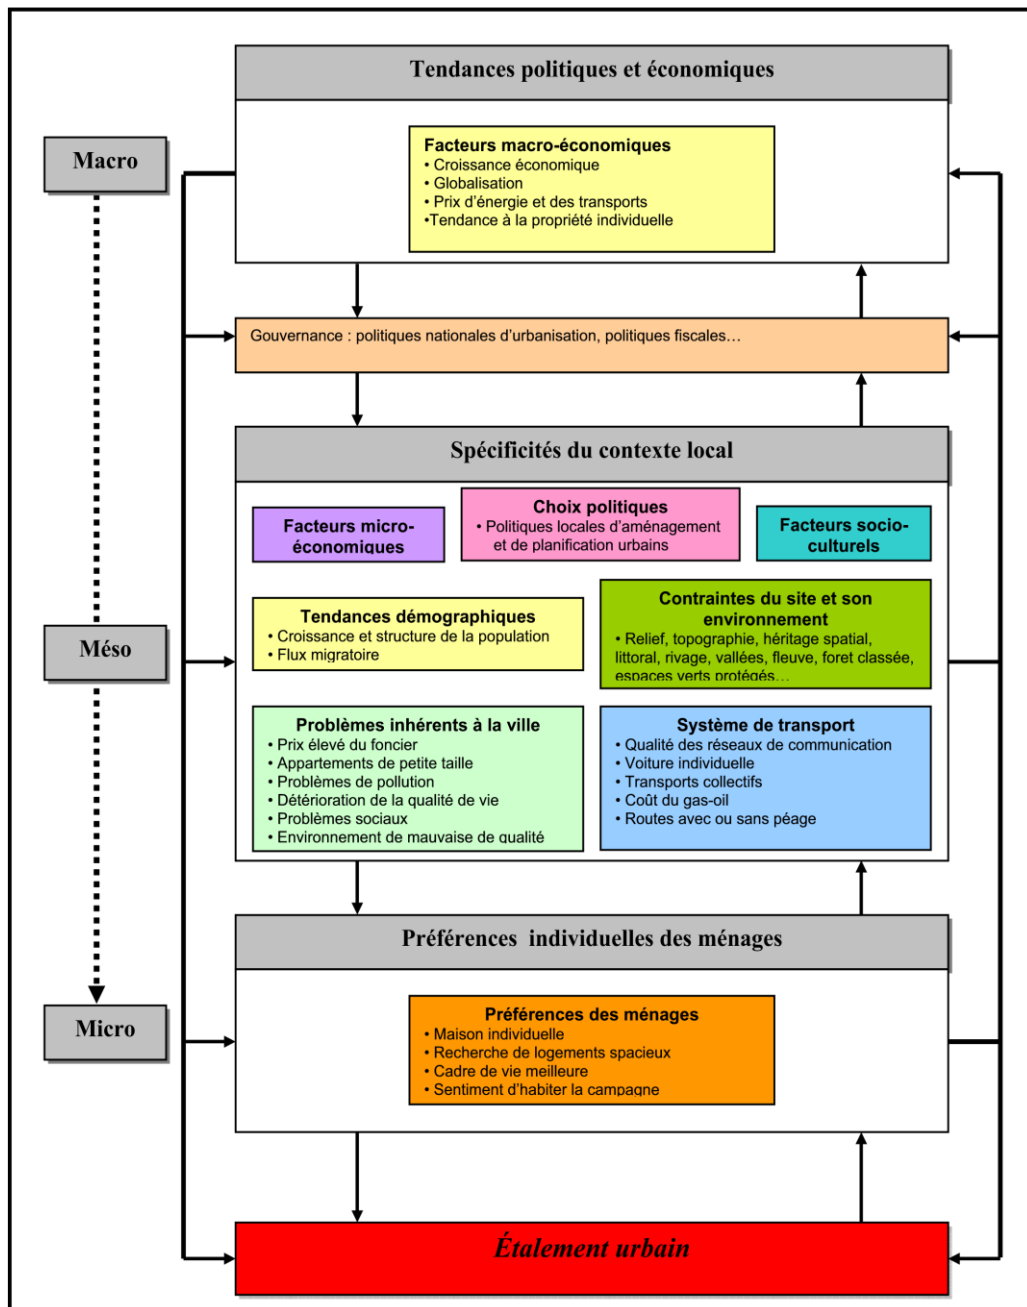 Tendances politiques et économiques
Macro
Facteurs macro-économiques
• Croissance économique
• Globalisation
• Prix d’énergie et des transports
•Tendance à la propriété individuelle
Gouvernance : politiques nationales d’urbanisation, politiques fiscales…
Spécificités du contexte local
Facteurs micro-
économiques
Choix politiques
• Politiques locales d’aménagement
et de planification urbains
Facteurs socio-
culturels
Méso
Tendances démographiques
• Croissance et structure de la population
• Flux migratoire
Contraintes du site et son
environnement
• Relief, topographie, héritage spatial,
littoral, rivage, vallées, fleuve, foret classée,
espaces verts protégés…
Problèmes inhérents à la ville
• Prix élevé du foncier
• Appartements de petite taille
• Problèmes de pollution
• Détérioration de la qualité de vie
• Problèmes sociaux
• Environnement de mauvaise de qualité
Système de transport
• Qualité des réseaux de communication
• Voiture individuelle
• Transports collectifs
• Coût du gas-oil
• Routes avec ou sans péage
Préférences individuelles des ménages
Micro
Préférences des ménages
• Maison individuelle
• Recherche de logements spacieux
• Cadre de vie meilleure
• Sentiment d’habiter la campagne
Étalement urbain